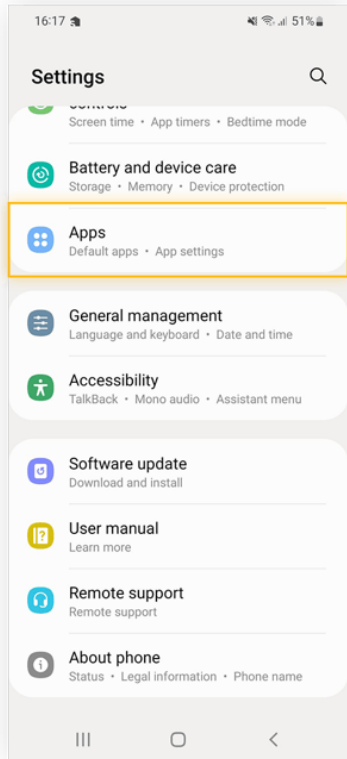 16:17 51%
Settings
controls
Screen time • App timers • Bedtime mode
Battery and device care
Storage • Memory • Device protection
Apps
Default apps • App settings
General management
Language and keyboard • Date and time
Accessibility
TalkBack • Mono audio • Assistant menu
Software update
Download and install
User manual
Learn more
Remote support
Remote support
About phone
Status • Legal information • Phone name